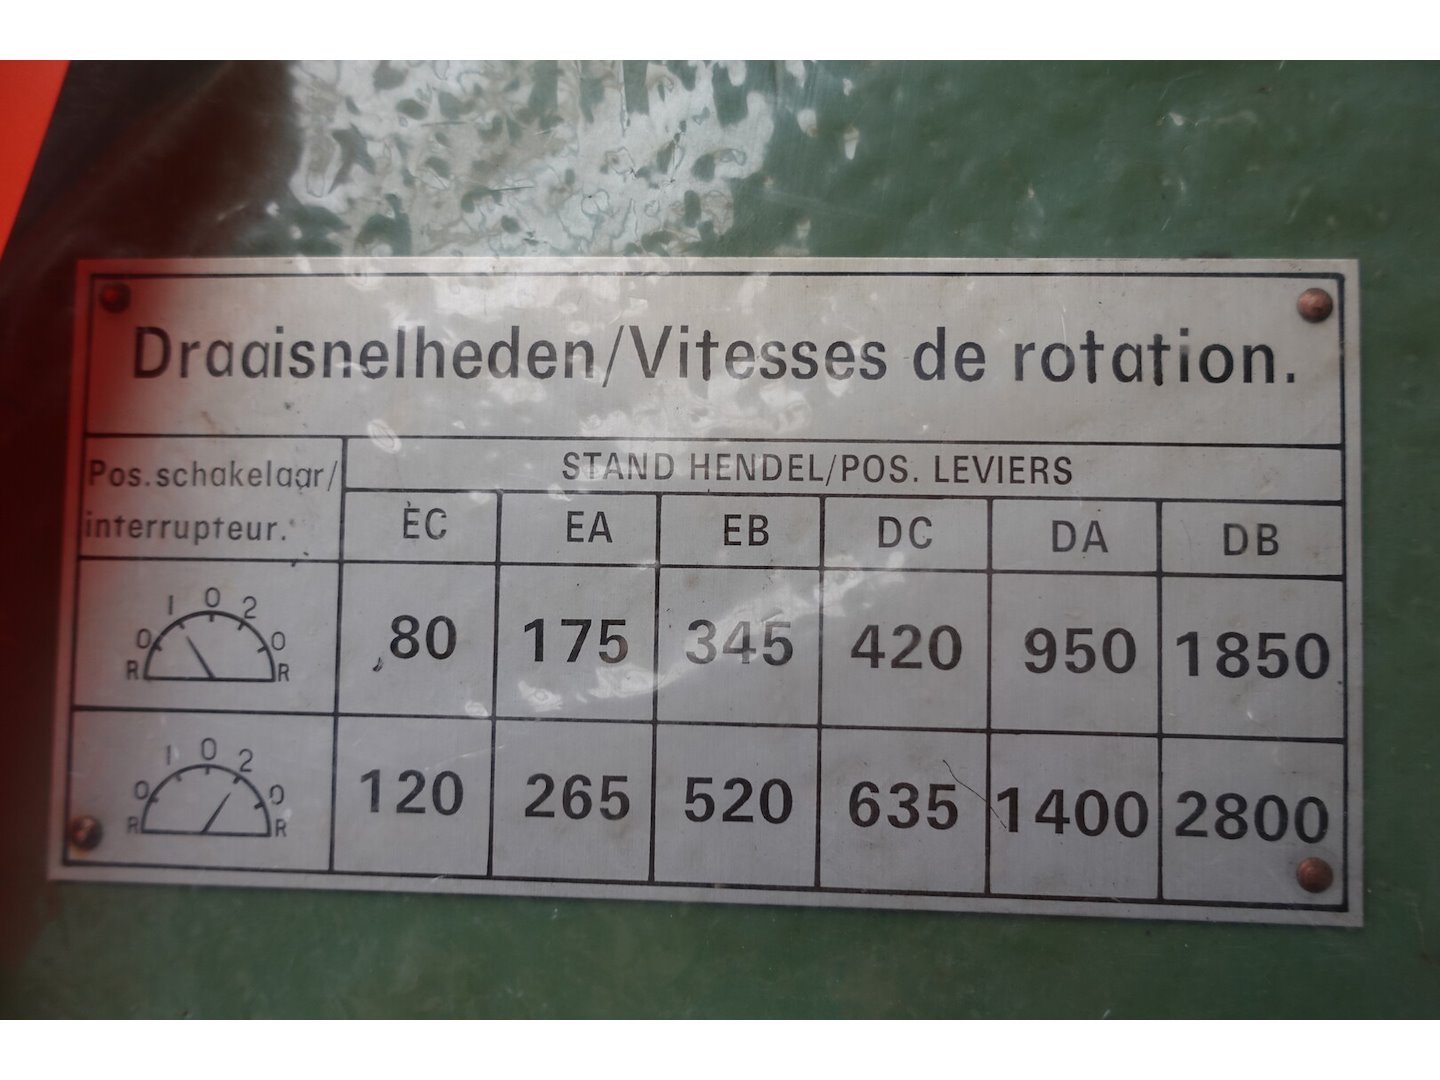 Draaisnelheden/Vitesses de rotation.
Pos.schakelaar/
interrupteur.
STAND HENDEL/POS. LEVIERS
EC EA EB DC DA DB
R 0 1 0 2 0 R
80 175 345 420 950 1850
R 0 1 0 2 0 R
120 265 520 635 1400 2800